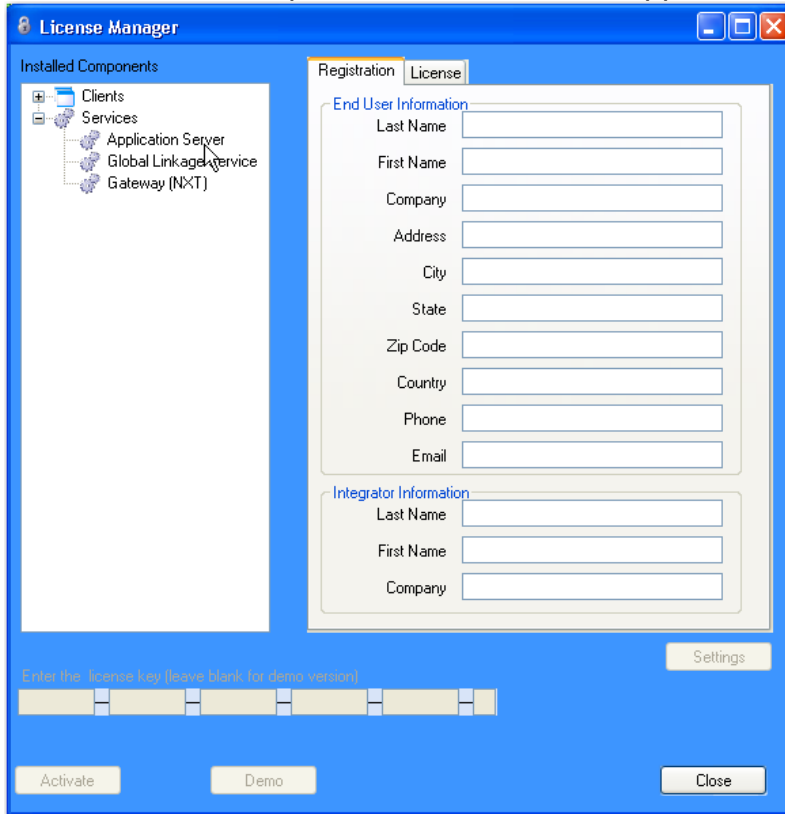 License Manager
Installed Components
Clients
Services
Application Server
Global Linkage Service
Gateway (NXT)
Registration License
End User Information
Last Name
First Name
Company
Address
City
State
Zip Code
Country
Phone
Email
Integrator Information
Last Name
First Name
Company
Settings
Enter the license key (leave blank for demo version)
Activate Demo Close